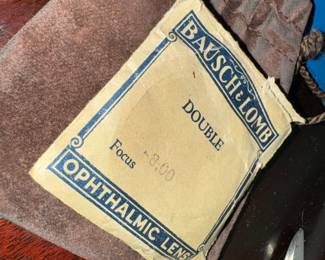 BAUSCH & LOMB
DOUBLE
Focus -8.00
OPHTHALMIC LENS